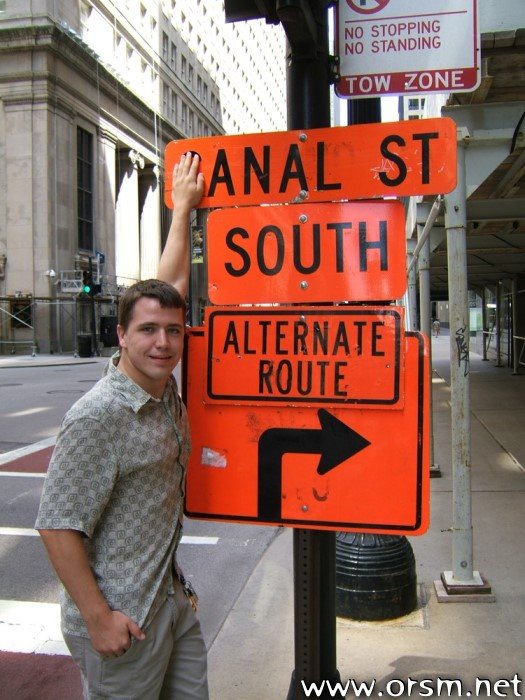 NO STOPPING
NO STANDING
TOW ZONE
ANAL ST
SOUTH
ALTERNATE
ROUTE
www.orsm.net